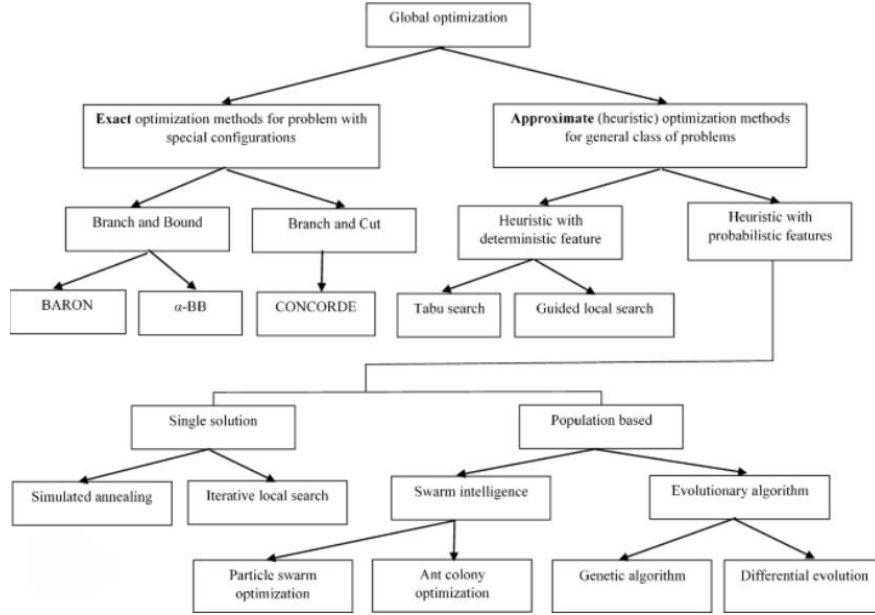 Global optimization
Exact optimization methods for problem with
special configurations
Approximate (heuristic) optimization methods
for general class of problems
Branch and Bound
Branch and Cut
Heuristic with
deterministic feature
Heuristic with
probabilistic features
BARON
α-BB
CONCORDE
Tabu search
Guided local search
Single solution
Population based
Simulated annealing
Iterative local search
Swarm intelligence
Evolutionary algorithm
Particle swarm
optimization
Ant colony
optimization
Genetic algorithm
Differential evolution